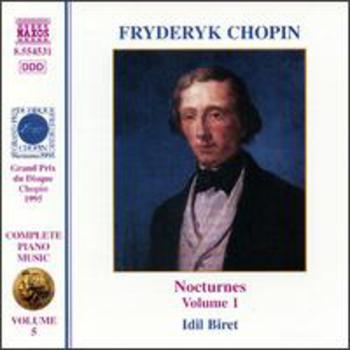 NAXOS
8.554531
DDD
FRYDERYK CHOPIN
CHOPIN
Grand Prix
du Disque
Chopin
1995
COMPLETE
PIANO
MUSIC
VOLUME
5
Nocturnes
Volume 1
Idil Biret